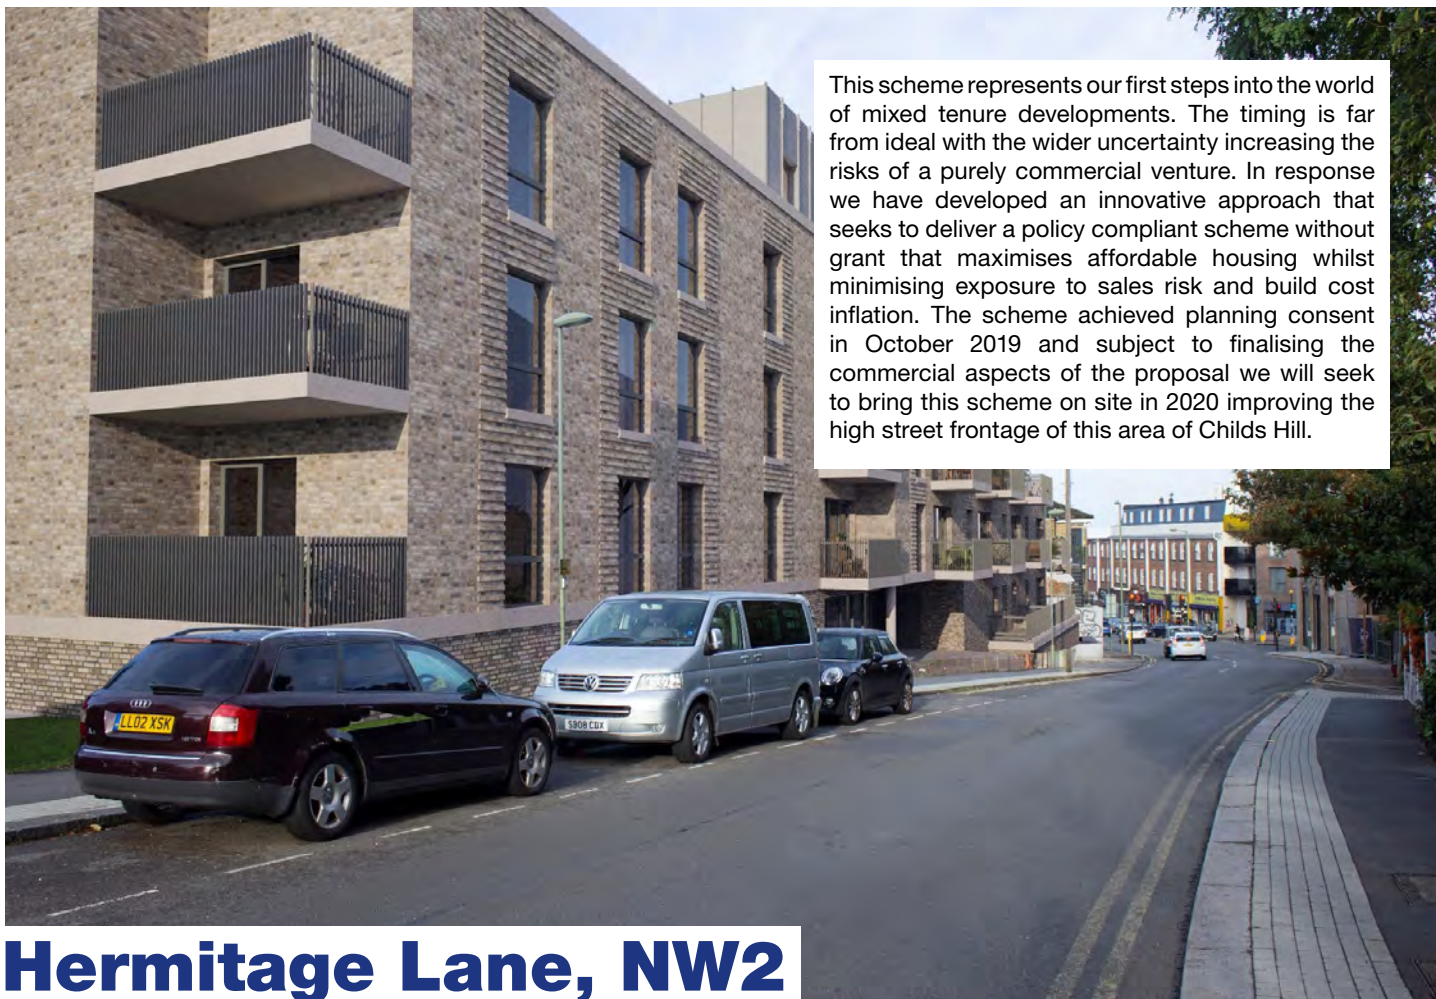 This scheme represents our first steps into the world
of mixed tenure developments. The timing is far
from ideal with the wider uncertainty increasing the
risks of a purely commercial venture. In response
we have developed an innovative approach that
seeks to deliver a policy compliant scheme without
grant that maximises affordable housing whilst
minimising exposure to sales risk and build cost
inflation. The scheme achieved planning consent
in October 2019 and subject to finalising the
commercial aspects of the proposal we will seek
to bring this scheme on site in 2020 improving the
high street frontage of this area of Childs Hill.
LL02 XSK
S908 CDX
Hermitage Lane, NW2